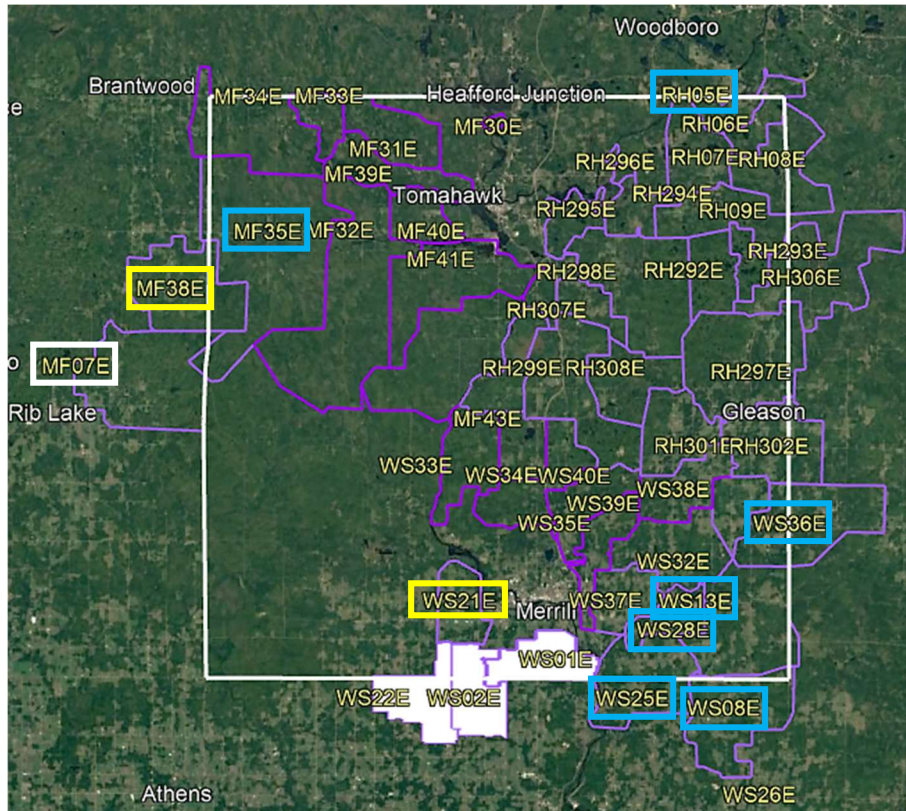 Woodboro
Brantwood
MF34E
MF33E
Heafford Junction
RH05E
ce
MF30E
RH06E
MF31E
RH296E
RH07E
RH08E
MF39E
Tomahawk
RH294E
RH295E
RH09E
MF35E
MF32E
MF40E
MF41E
RH293E
MF38E
RH298E
RH292E
RH306E
RH307E
o
MF07E
RH299E
RH308E
RH297E
Rib Lake
MF43E
Gleason
WS33E
RH301E
RH302E
WS34E
WS40E
WS38E
WS39E
WS35E
WS36E
WS32E
WS21E
Merrill
WS37E
WS13E
WS28E
WS01E
WS22E
WS02E
WS25E
WS08E
Athens
WS26E